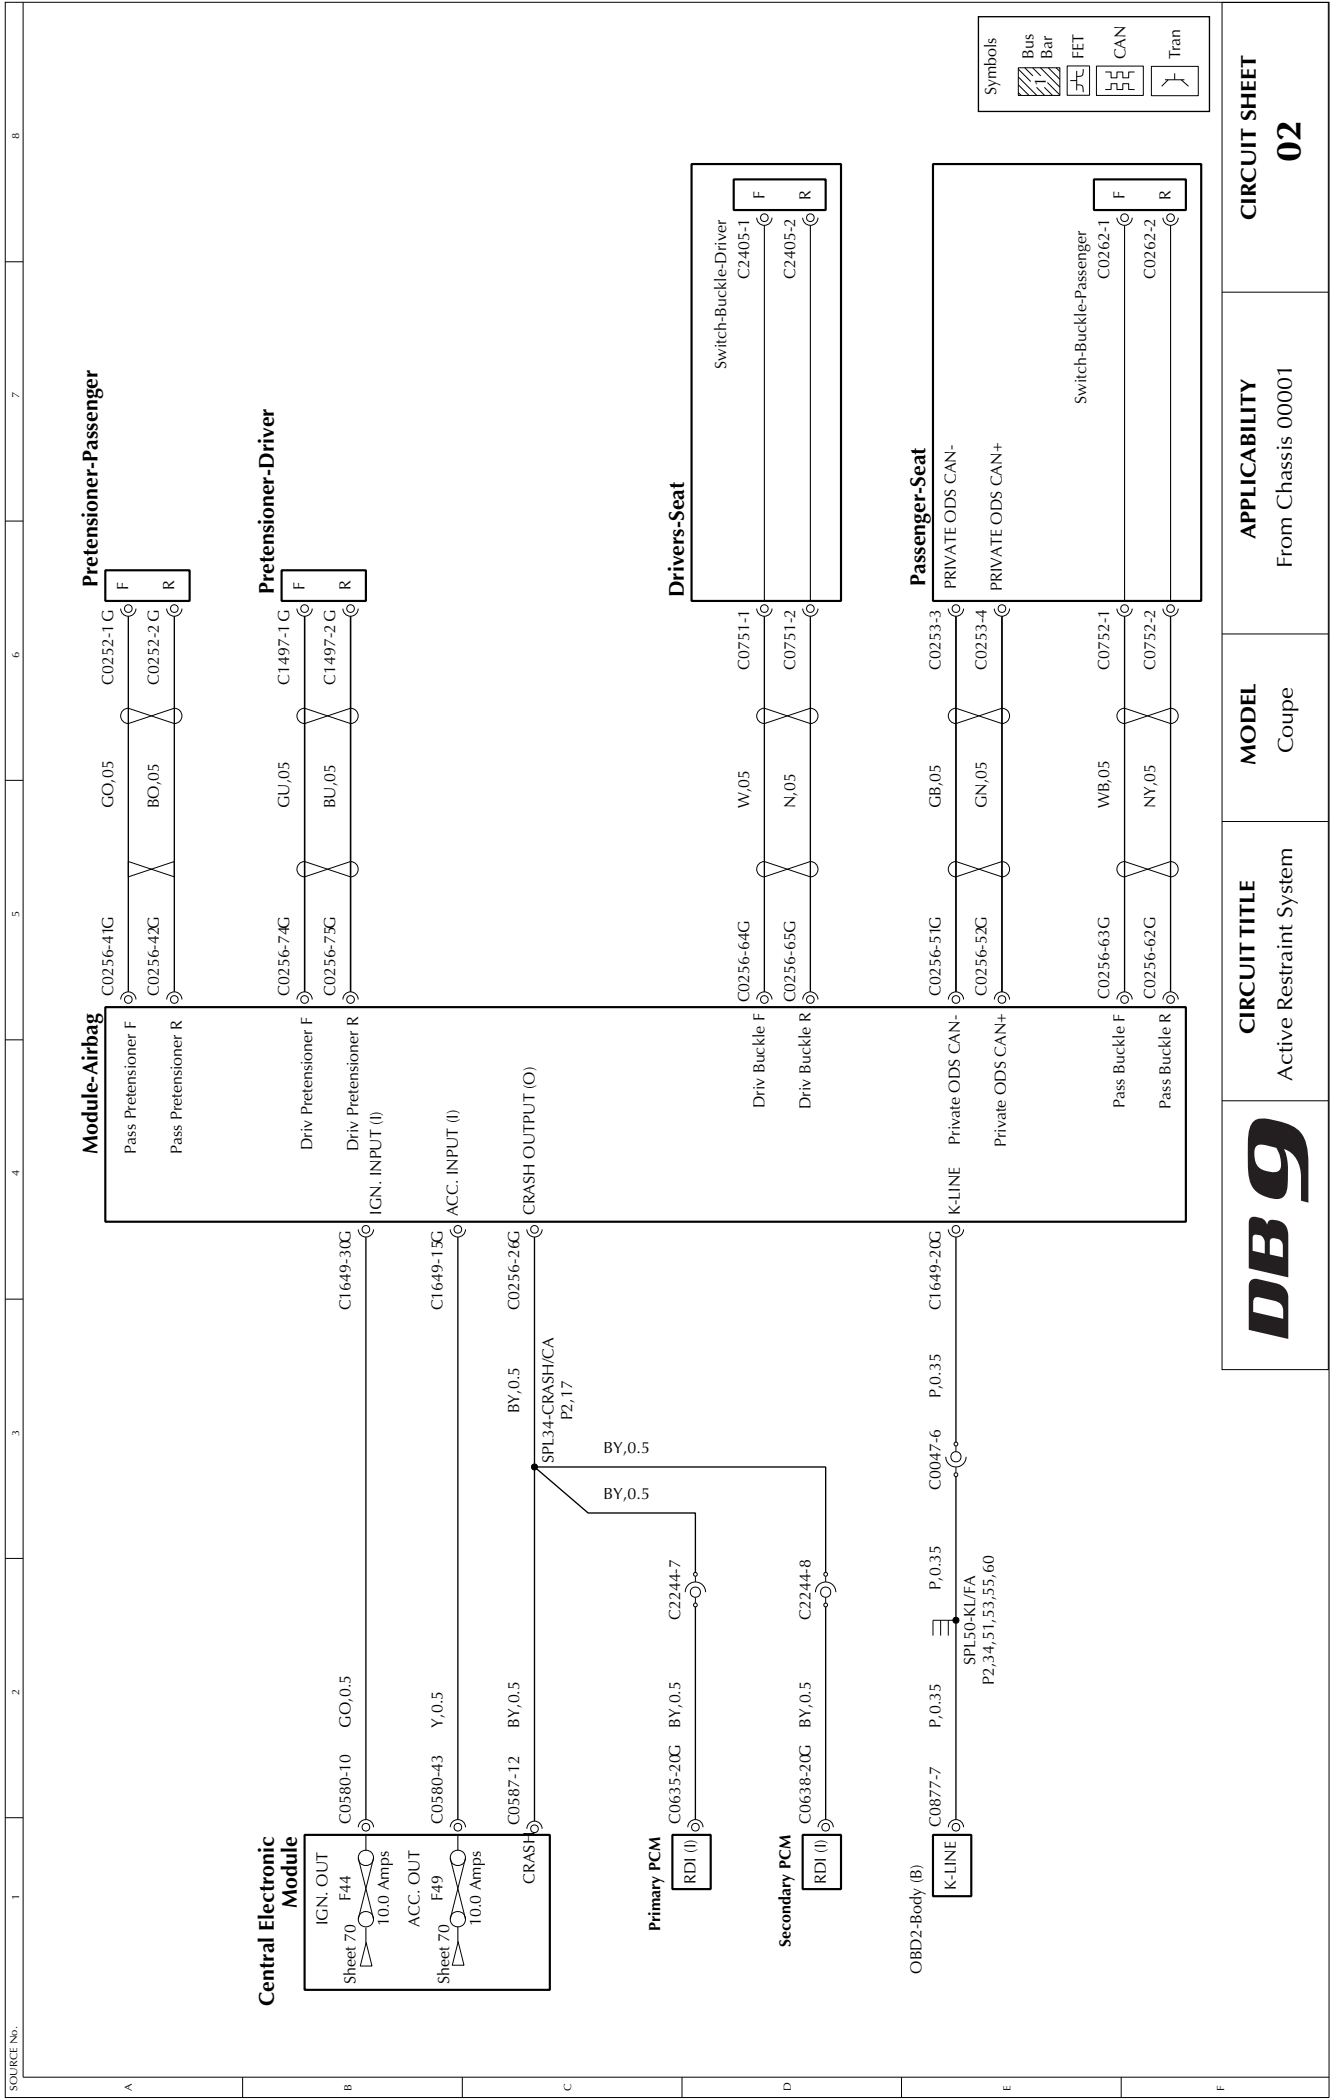 SOURCE No.
1
2
3
4
5
6
7
8
A
B
C
D
E
F
Central Electronic
Module
IGN. OUT
F44
Sheet 70
10.0 Amps
ACC. OUT
F49
Sheet 70
10.0 Amps
CRASH
C0580-10
GO,0.5
C0580-43
Y,0.5
C0587-12
BY,0.5
Primary PCM
RDI (I)
C0635-20G
BY,0.5
C2244-7
BY,0.5
Secondary PCM
RDI (I)
C0638-20G
BY,0.5
C2244-8
BY,0.5
OBD2-Body (B)
K-LINE
C0877-7
P,0.35
SPL50-KL/FA
P2,34,51,53,55,60
P,0.35
C0047-6
P,0.35
C1649-20G
BY,0.5
SPL34-CRASH/CA
P2,17
C1649-30G
C1649-15G
C0256-26G
Module-Airbag
Pass Pretensioner F
Pass Pretensioner R
Driv Pretensioner F
Driv Pretensioner R
IGN. INPUT (I)
ACC. INPUT (I)
CRASH OUTPUT (O)
Driv Buckle F
Driv Buckle R
K-LINE
Private ODS CAN-
Private ODS CAN+
Pass Buckle F
Pass Buckle R
C0256-41G
GO,05
C0252-1 G
C0256-42G
BO,05
C0252-2 G
Pretensioner-Passenger
F
R
C0256-74G
GU,05
C1497-1 G
C0256-75G
BU,05
C1497-2 G
Pretensioner-Driver
F
R
C0256-64G
W,05
C0751-1
C0256-65G
N,05
C0751-2
Drivers-Seat
Switch-Buckle-Driver
C2405-1
F
C2405-2
R
C0256-51G
GB,05
C0253-3
C0256-52G
GN,05
C0253-4
Passenger-Seat
PRIVATE ODS CAN-
PRIVATE ODS CAN+
C0256-63G
WB,05
C0752-1
C0256-62G
NY,05
C0752-2
Switch-Buckle-Passenger
C0262-1
F
C0262-2
R
Symbols
1
Bus
Bar
FET
CAN
Tran
DB9
CIRCUIT TITLE
Active Restraint System
MODEL
Coupe
APPLICABILITY
From Chassis 00001
CIRCUIT SHEET
02